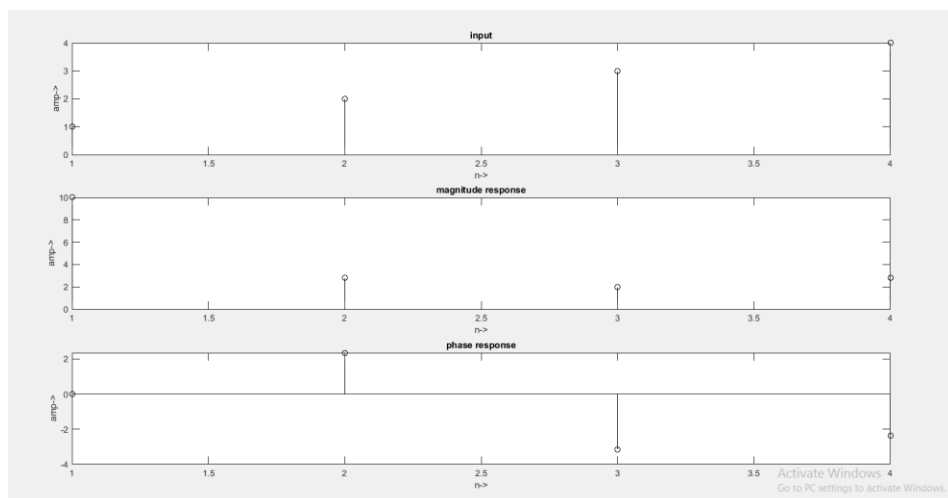 input
4
3
2
1
0
amp->
1 1.5 2 2.5 3 3.5 4
n->
magnitude response
10
8
6
4
2
0
amp->
1 1.5 2 2.5 3 3.5 4
n->
phase response
2
0
-2
-4
amp->
1 1.5 2 2.5 3 3.5 4
n->
Activate Windows
Go to PC settings to activate Windows.